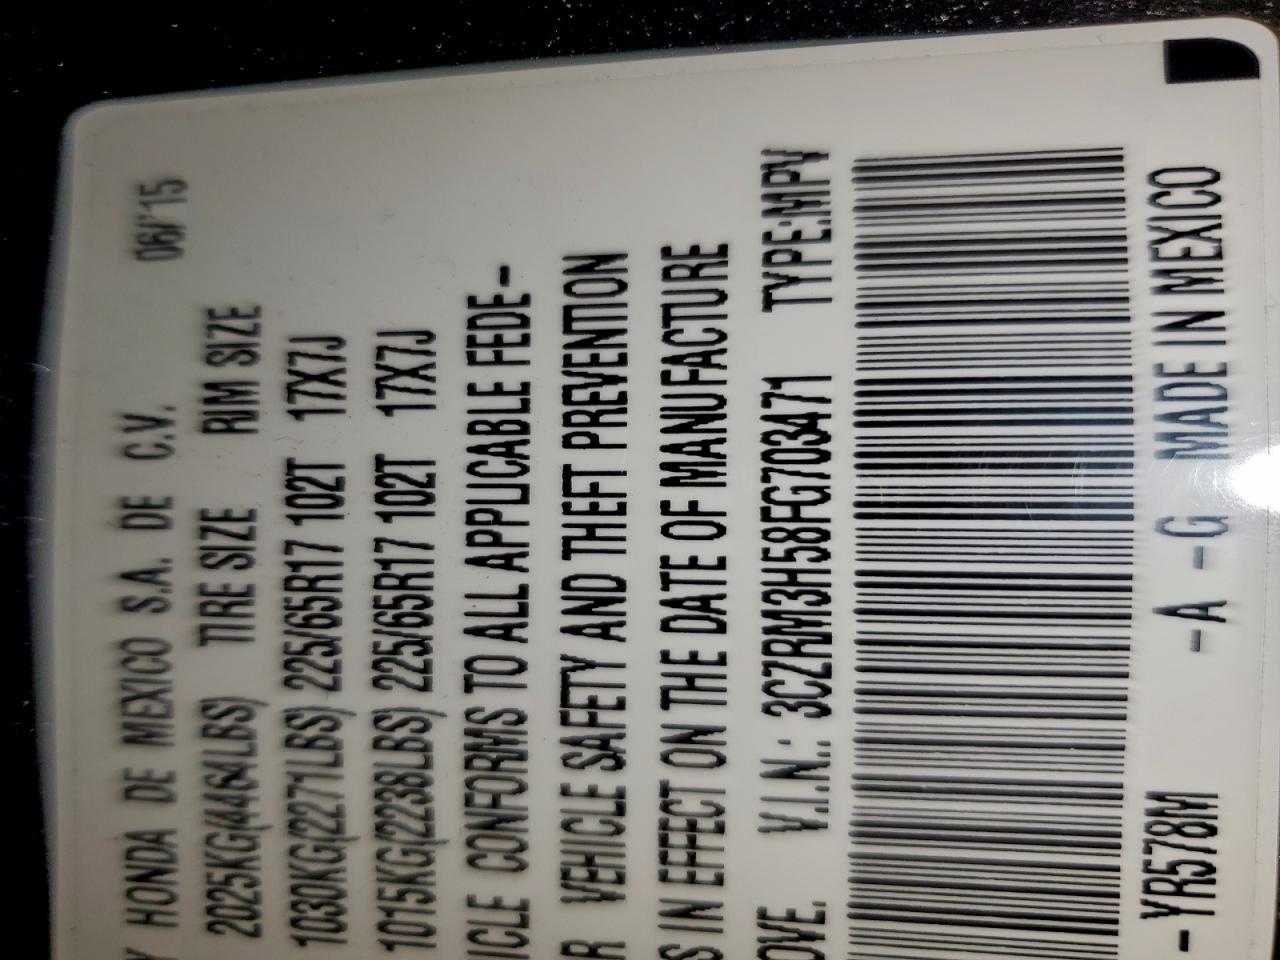 HONDA DE MEXICO S.A. DE C.V. 06/'15
2025KG(4464LBS) TIRE SIZE RIM SIZE
1030KG(2271LBS) 225/65R17 102T 17X7J
1015KG(2238LBS) 225/65R17 102T 17X7J
ICLE CONFORMS TO ALL APPLICABLE FEDE-
R VEHICLE SAFETY AND THEFT PREVENTION
S IN EFFECT ON THE DATE OF MANUFACTURE
OVE. V.I.N.: 3CZRM3H58FG703471 TYPE:MPV
- YR578M -A -G MADE IN MEXICO